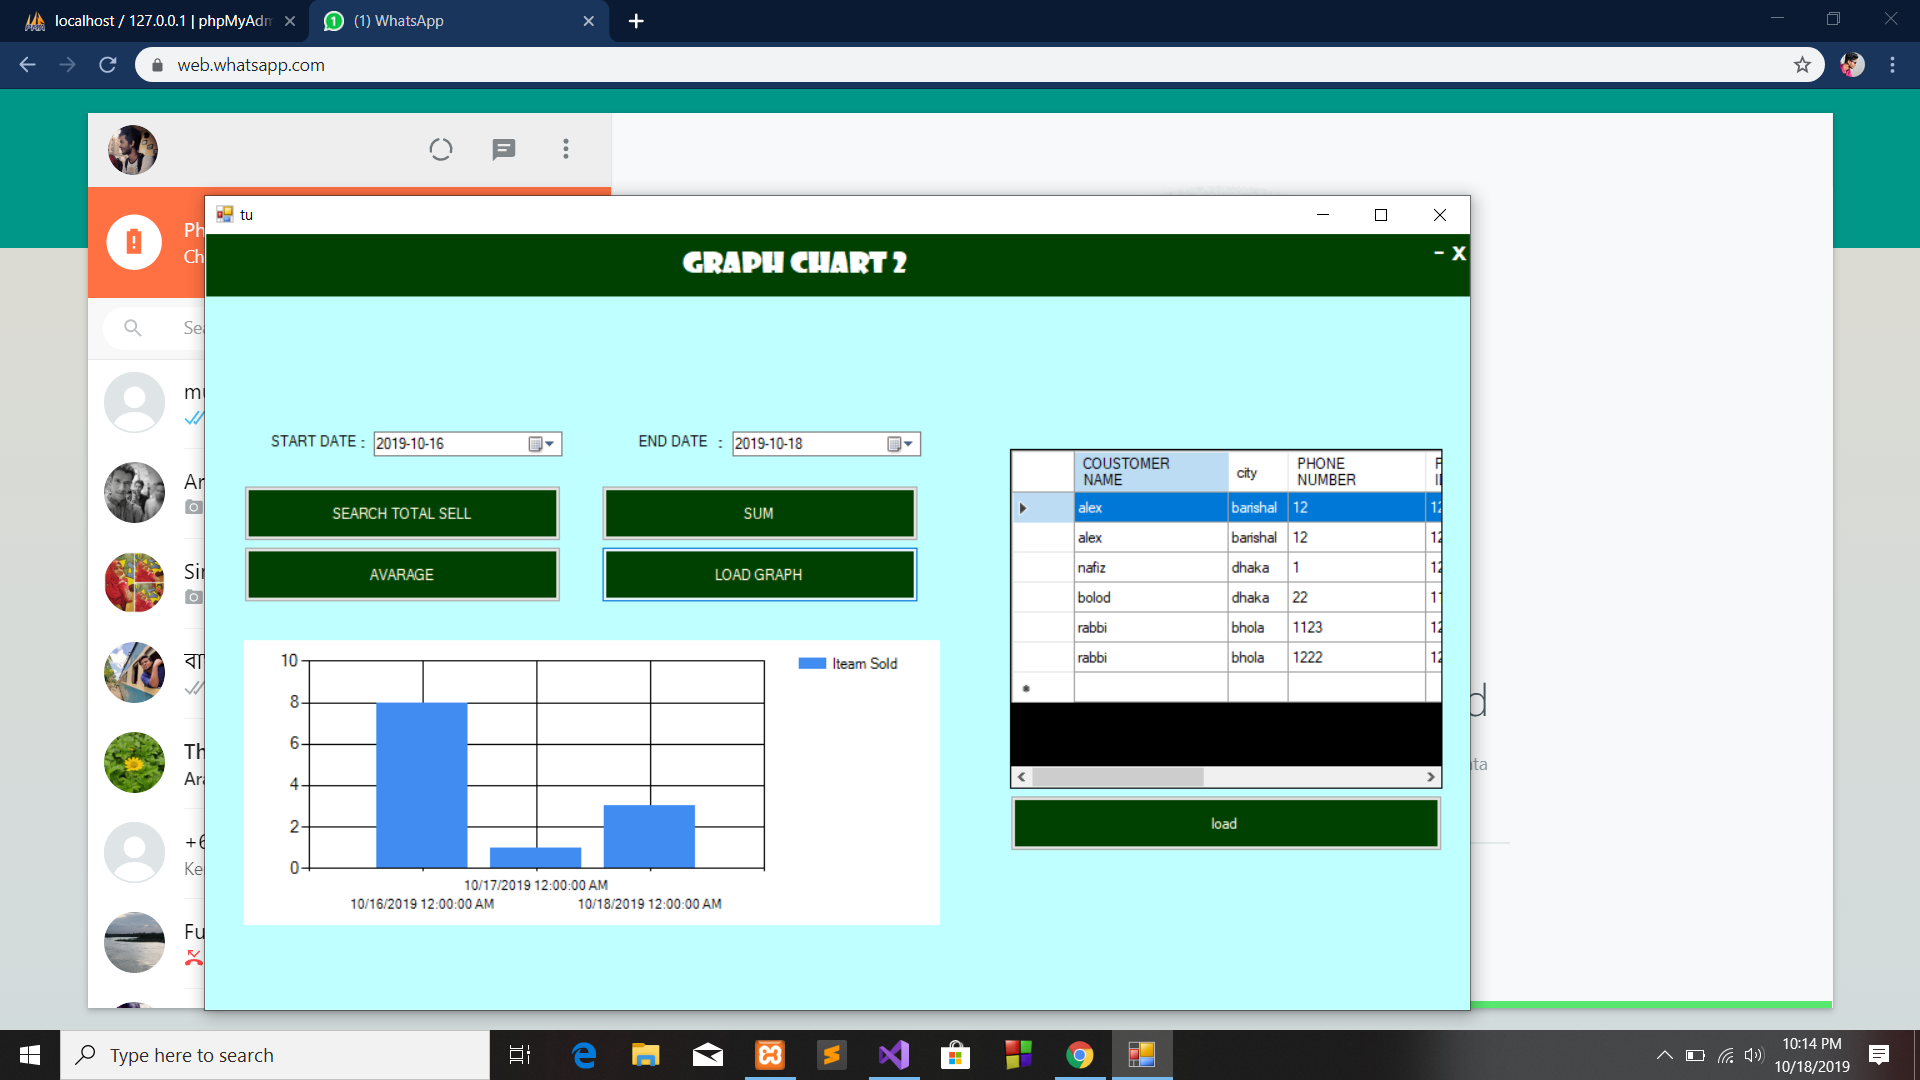 localhost / 127.0.0.1 | phpMyAdm
(1) WhatsApp
web.whatsapp.com
Ph
Ch
Sea
mu
Ar
Sir
Th
Ara
+6
Ke
Fu
tu
GRAPH CHART 2
- X
START DATE : 2019-10-16
END DATE : 2019-10-18
SEARCH TOTAL SELL
SUM
AVARAGE
LOAD GRAPH
10
8
6
4
2
0
Iteam Sold
10/17/2019 12:00:00 AM
10/16/2019 12:00:00 AM
10/18/2019 12:00:00 AM
COUSTOMER NAME city PHONE NUMBER
alex barishal 12 12
alex barishal 12 12
nafiz dhaka 1 12
bolod dhaka 22 11
rabbi bhola 1123 12
rabbi bhola 1222 12
load
d
ata
Type here to search
10:14 PM
10/18/2019